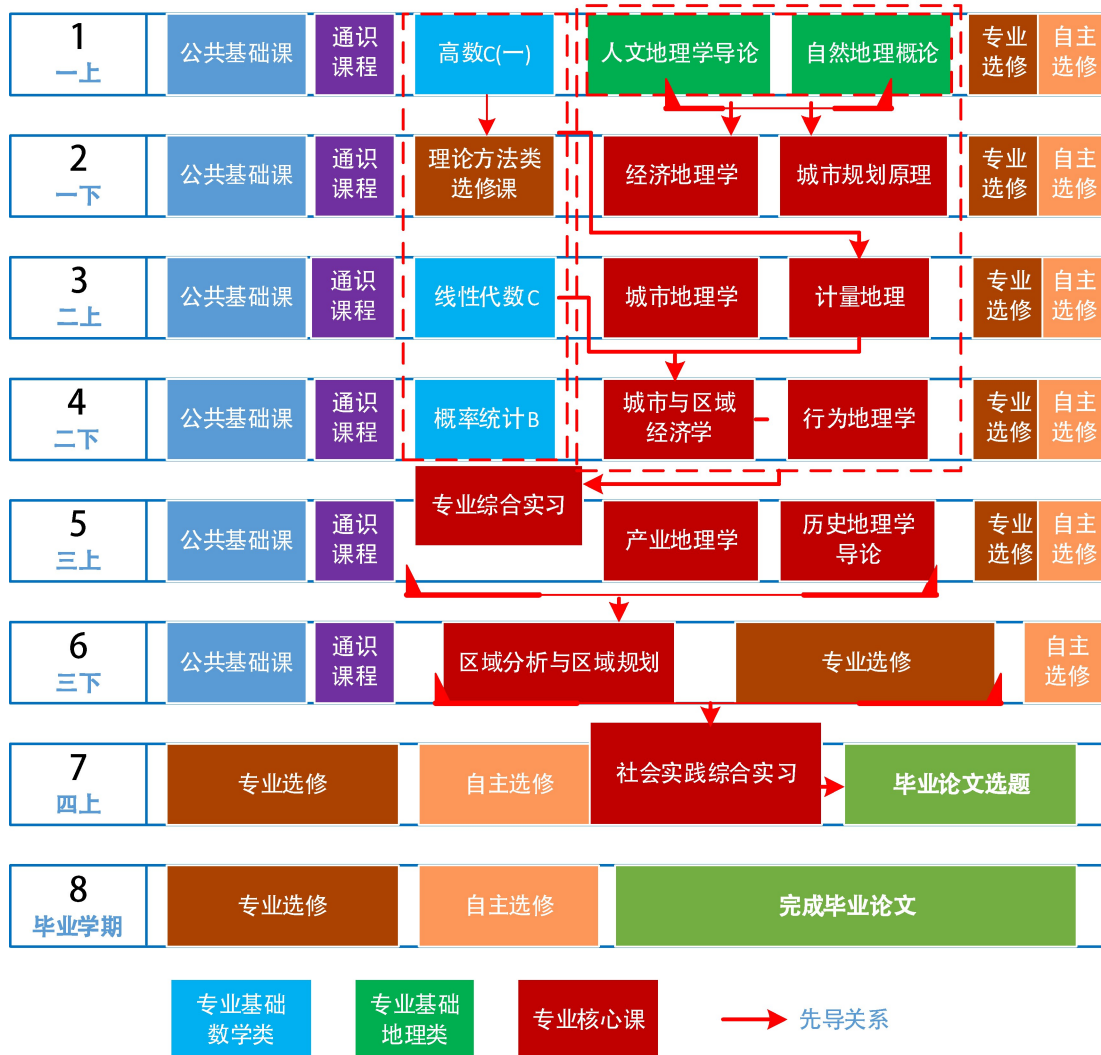 1
一上
公共基础课
通识
课程
高数C(一)
人文地理学导论
自然地理概论
专业
选修
自主
选修
2
一下
公共基础课
通识
课程
理论方法类
选修课
经济地理学
城市规划原理
专业
选修
自主
选修
3
二上
公共基础课
通识
课程
线性代数C
城市地理学
计量地理
专业
选修
自主
选修
4
二下
公共基础课
通识
课程
概率统计B
城市与区域
经济学
行为地理学
专业
选修
自主
选修
专业综合实习
5
三上
公共基础课
通识
课程
产业地理学
历史地理学
导论
专业
选修
自主
选修
6
三下
公共基础课
通识
课程
区域分析与区域规划
专业选修
自主
选修
7
四上
专业选修
自主选修
社会实践综合实习
毕业论文选题
8
毕业学期
专业选修
自主选修
完成毕业论文
专业基础
数学类
专业基础
地理类
专业核心课
先导关系